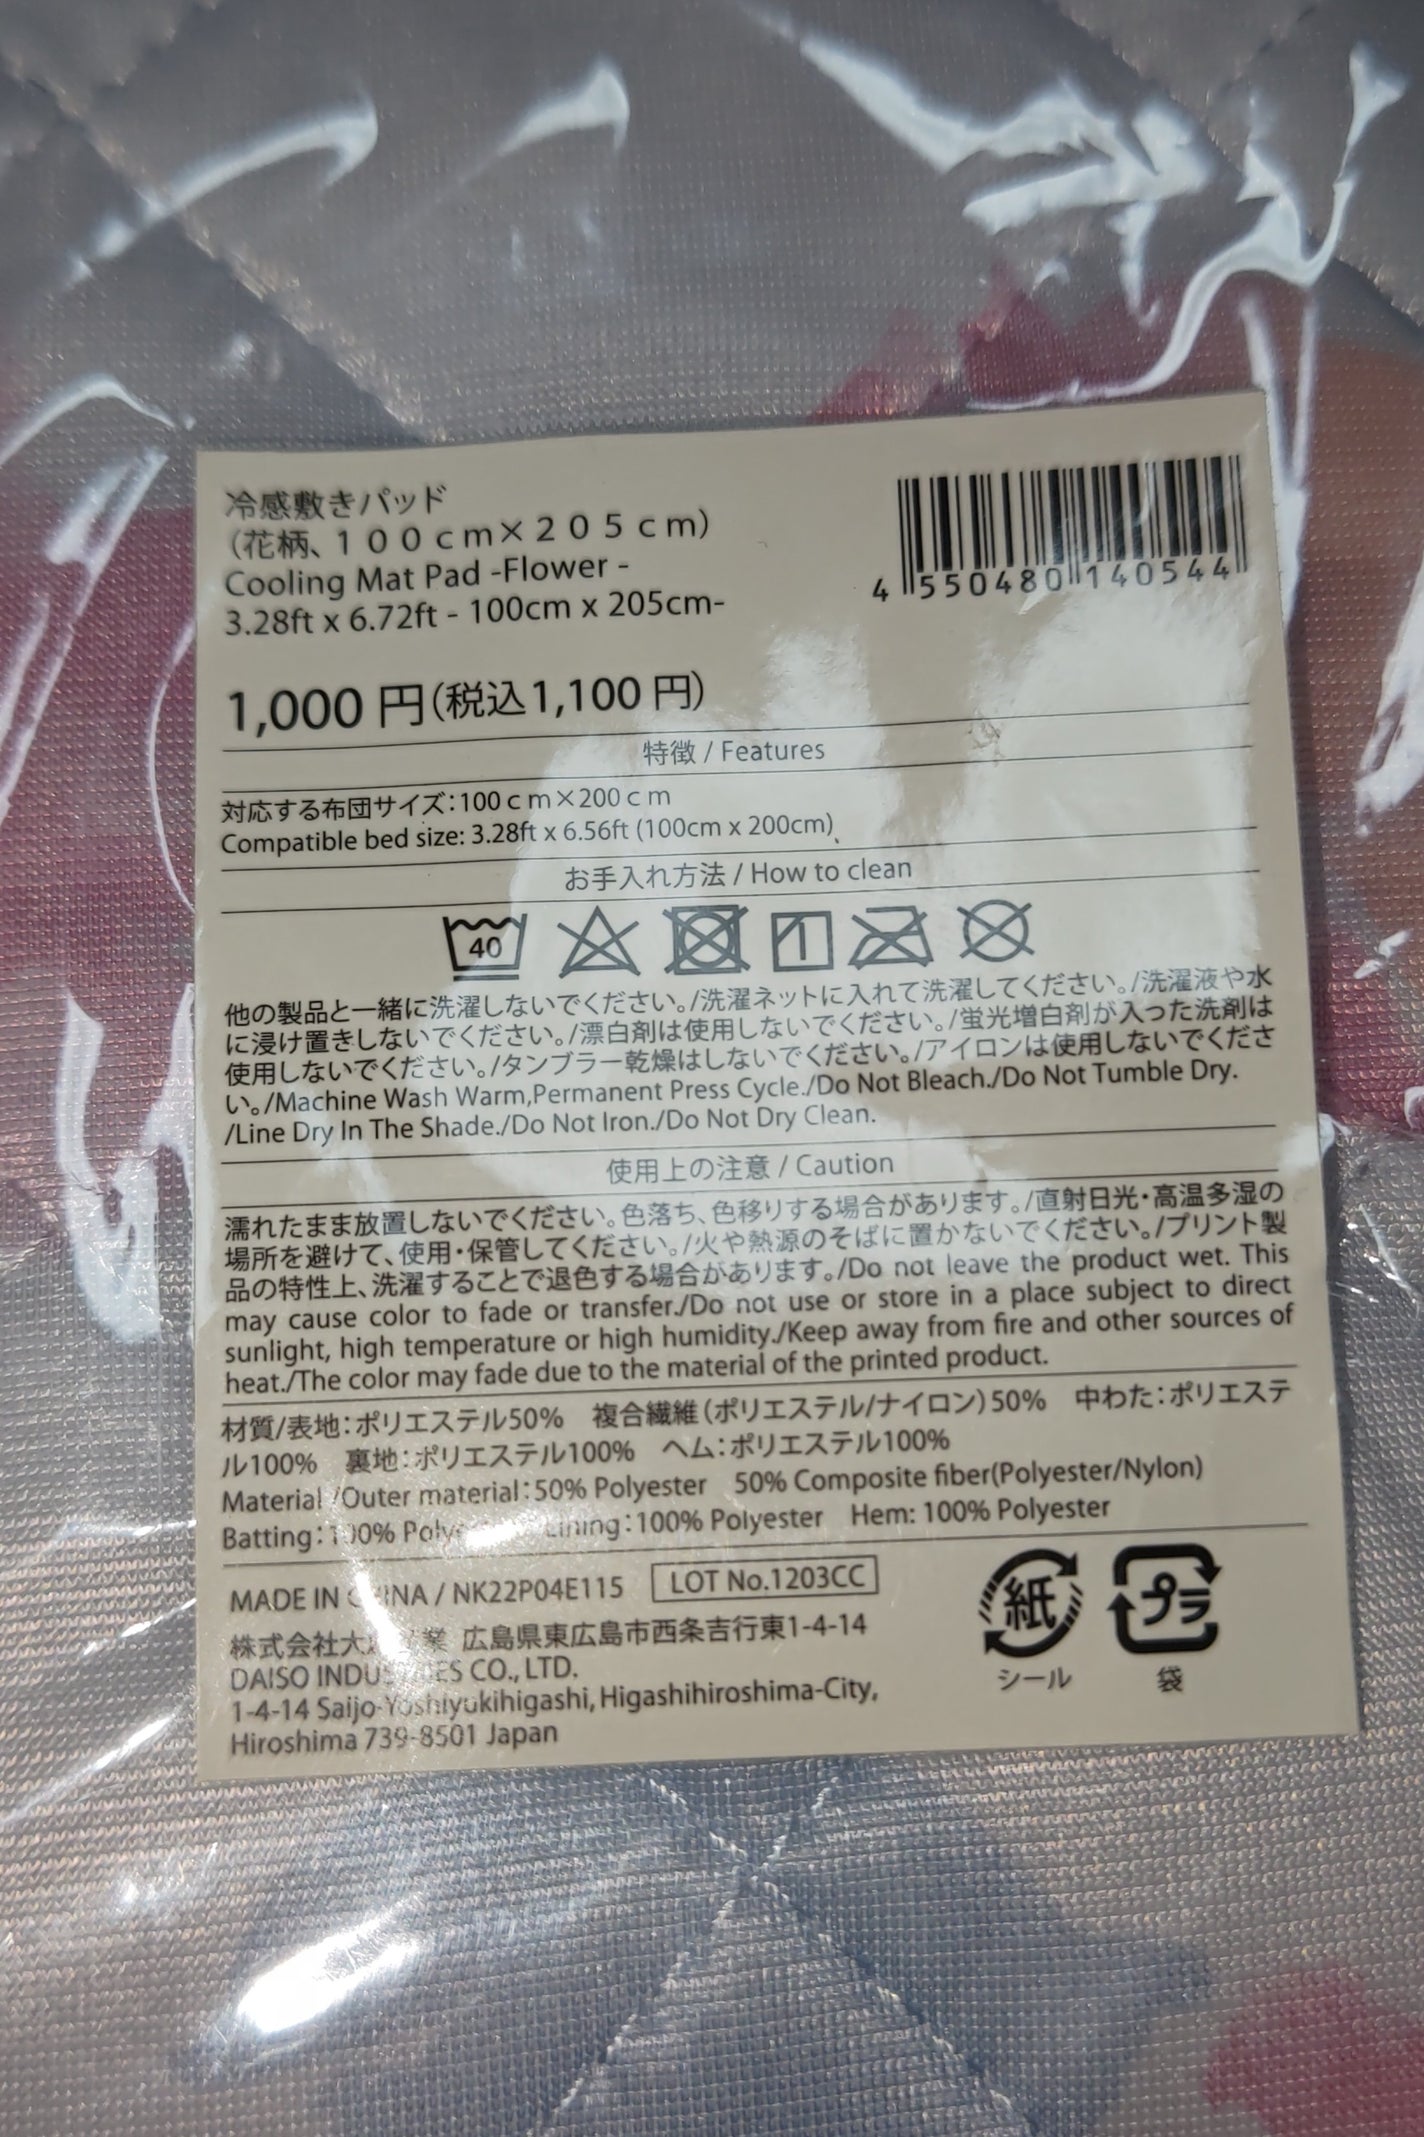 冷感敷きパッド
（花柄、１００ｃｍ×２０５ｃｍ）
Cooling Mat Pad -Flower -
3.28ft x 6.72ft - 100cm x 205cm-
4 550480 140544
1,000 円（税込1,100 円）
特徴 / Features
対応する布団サイズ：100ｃｍ×200ｃｍ
Compatible bed size: 3.28ft x 6.56ft (100cm x 200cm)
お手入れ方法 / How to clean
40
他の製品と一緒に洗濯しないでください。/洗濯ネットに入れて洗濯してください。/洗濯液や水
に浸け置きしないでください。/漂白剤は使用しないでください。/蛍光増白剤が入った洗剤は
使用しないでください。/タンブラー乾燥はしないでください。/アイロンは使用しないでくださ
い。/Machine Wash Warm,Permanent Press Cycle./Do Not Bleach./Do Not Tumble Dry.
/Line Dry In The Shade./Do Not Iron./Do Not Dry Clean.
使用上の注意 / Caution
濡れたまま放置しないでください。色落ち、色移りする場合があります。/直射日光・高温多湿の
場所を避けて、使用・保管してください。/火や熱源のそばに置かないでください。/プリント製
品の特性上、洗濯することで退色する場合があります。/Do not leave the product wet. This
may cause color to fade or transfer./Do not use or store in a place subject to direct
sunlight, high temperature or high humidity./Keep away from fire and other sources of
heat./The color may fade due to the material of the printed product.
材質/表地：ポリエステル50%　複合繊維（ポリエステル/ナイロン）50%　中わた：ポリエステ
ル100%　裏地：ポリエステル100%　ヘム：ポリエステル100%
Material /Outer material：50% Polyester　50% Composite fiber(Polyester/Nylon)
Batting：100% Lining：100% Polyester　Hem: 100% Polyester
MADE IN CHINA / NK22P04E115 LOT No.1203CC
株式会社 広島県東広島市西条吉行東1-4-14
DAISO INDUSTRIES CO., LTD.
1-4-14 Saijo-Yoshiyukihigashi, Higashihiroshima-City,
Hiroshima 739-8501 Japan
紙
シール
プラ
袋